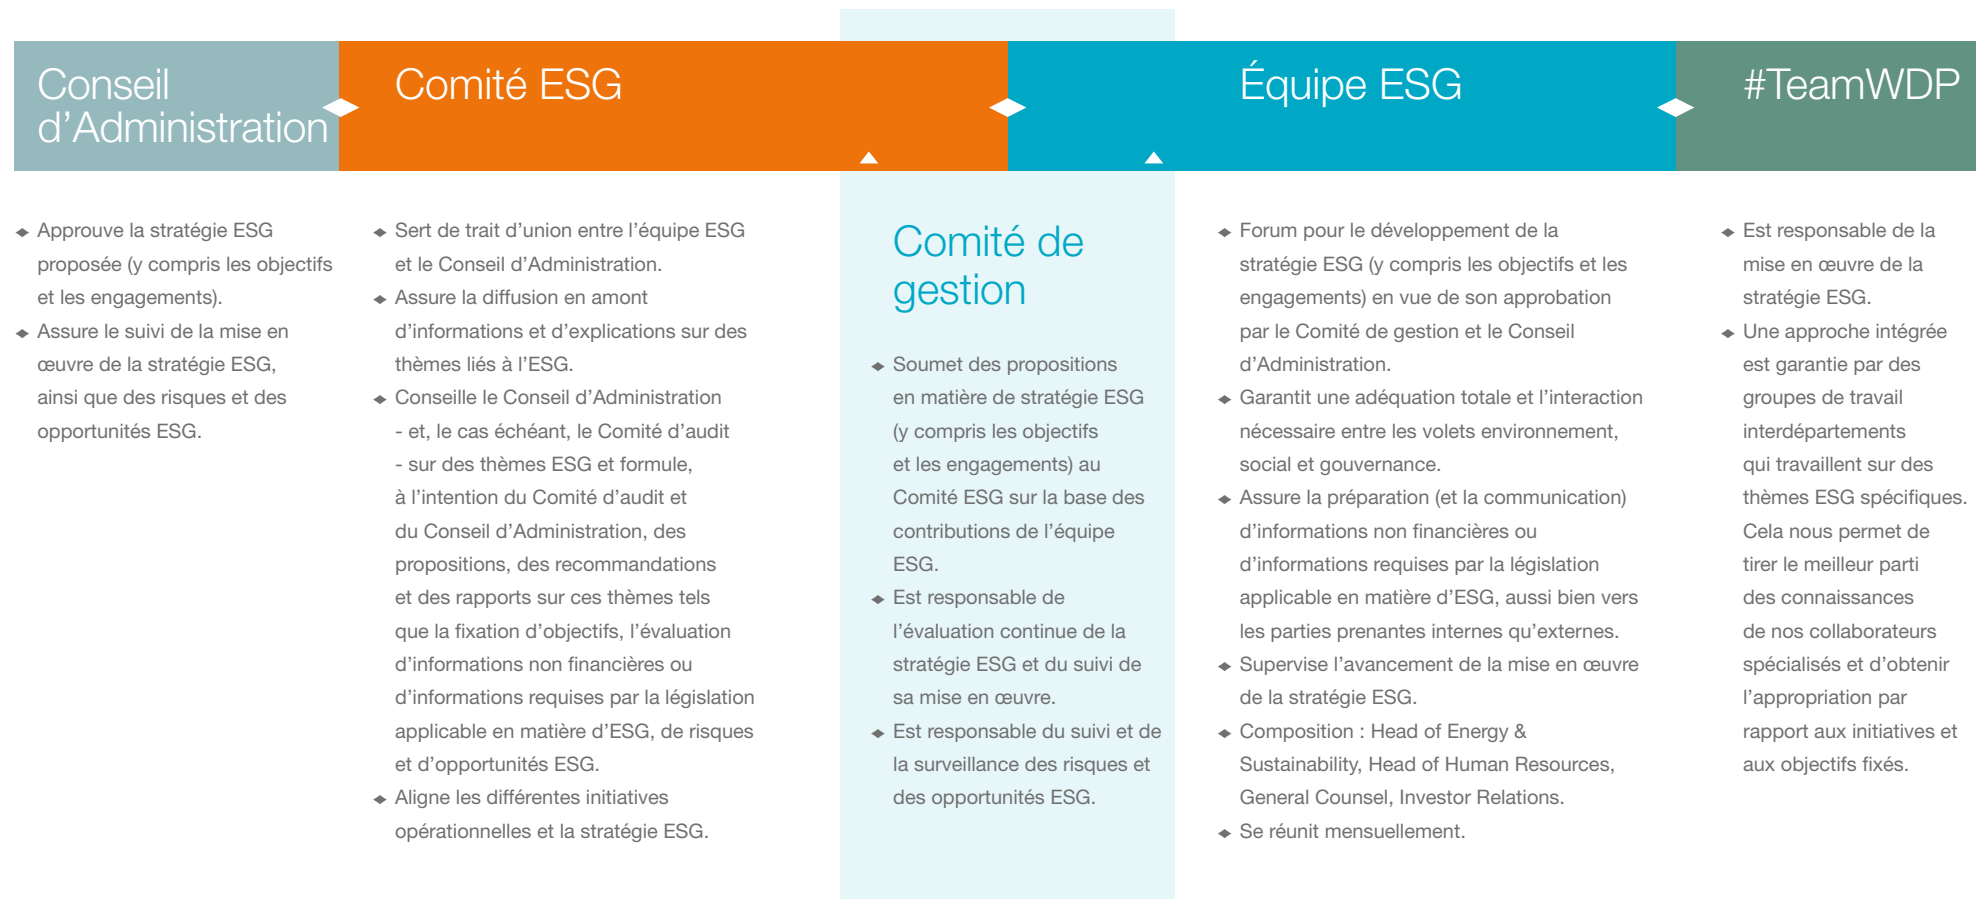 Conseil
d’Administration
Approuve la stratégie ESG
proposée (y compris les objectifs
et les engagements).
Assure le suivi de la mise en
œuvre de la stratégie ESG,
ainsi que des risques et des
opportunités ESG.
Comité ESG
Sert de trait d’union entre l’équipe ESG
et le Conseil d’Administration.
Assure la diffusion en amont
d’informations et d’explications sur des
thèmes liés à l’ESG.
Conseille le Conseil d’Administration
- et, le cas échéant, le Comité d’audit
- sur des thèmes ESG et formule,
à l’intention du Comité d’audit et
du Conseil d’Administration, des
propositions, des recommandations
et des rapports sur ces thèmes tels
que la fixation d’objectifs, l’évaluation
d’informations non financières ou
d’informations requises par la législation
applicable en matière d’ESG, de risques
et d’opportunités ESG.
Aligne les différentes initiatives
opérationnelles et la stratégie ESG.
Comité de
gestion
Soumet des propositions
en matière de stratégie ESG
(y compris les objectifs
et les engagements) au
Comité ESG sur la base des
contributions de l’équipe
ESG.
Est responsable de
l’évaluation continue de la
stratégie ESG et du suivi de
sa mise en œuvre.
Est responsable du suivi et de
la surveillance des risques et
des opportunités ESG.
Équipe ESG
Forum pour le développement de la
stratégie ESG (y compris les objectifs et les
engagements) en vue de son approbation
par le Comité de gestion et le Conseil
d’Administration.
Garantit une adéquation totale et l’interaction
nécessaire entre les volets environnement,
social et gouvernance.
Assure la préparation (et la communication)
d’informations non financières ou
d’informations requises par la législation
applicable en matière d’ESG, aussi bien vers
les parties prenantes internes qu’externes.
Supervise l’avancement de la mise en œuvre
de la stratégie ESG.
Composition : Head of Energy &
Sustainability, Head of Human Resources,
General Counsel, Investor Relations.
Se réunit mensuellement.
#TeamWDP
Est responsable de la
mise en œuvre de la
stratégie ESG.
Une approche intégrée
est garantie par des
groupes de travail
interdépartements
qui travaillent sur des
thèmes ESG spécifiques.
Cela nous permet de
tirer le meilleur parti
des connaissances
de nos collaborateurs
spécialisés et d’obtenir
l’appropriation par
rapport aux initiatives et
aux objectifs fixés.